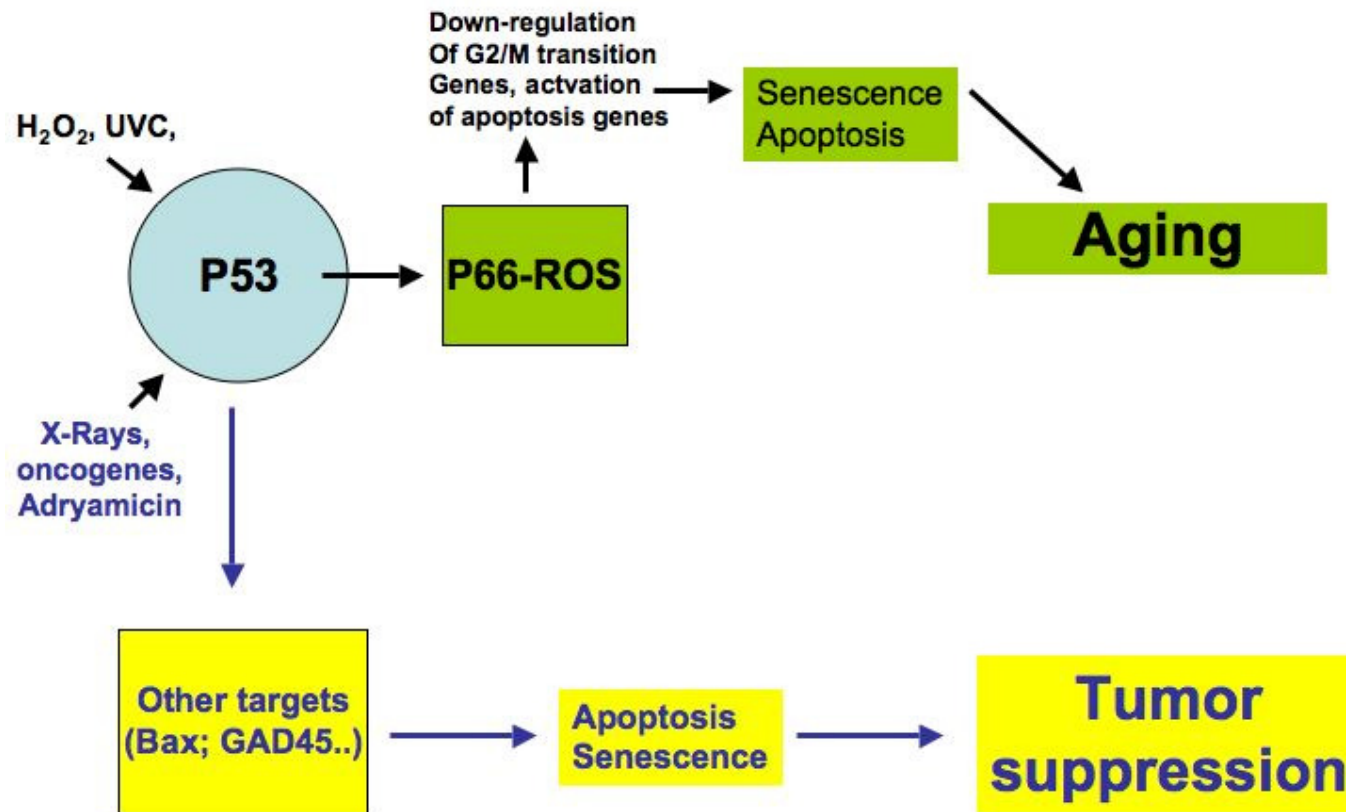 Down-regulation
Of G2/M transition
Genes, actvation
of apoptosis genes
Senescence
Apoptosis
H₂O₂, UVC,
Aging
P53
P66-ROS
X-Rays,
oncogenes,
Adryamicin
Other targets
(Bax; GAD45..)
Apoptosis
Senescence
Tumor
suppression